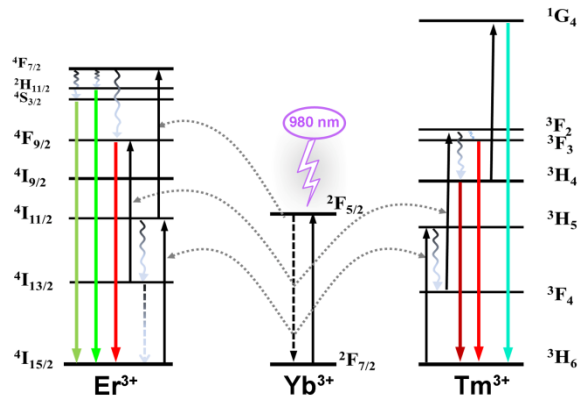 ⁴F₇/₂
²H₁₁/₂
⁴S₃/₂
⁴F₉/₂
⁴I₉/₂
⁴I₁₁/₂
⁴I₁₃/₂
⁴I₁₅/₂
Er³⁺
980 nm
²F₅/₂
²F₇/₂
Yb³⁺
¹G₄
³F₂
³F₃
³H₄
³H₅
³F₄
³H₆
Tm³⁺